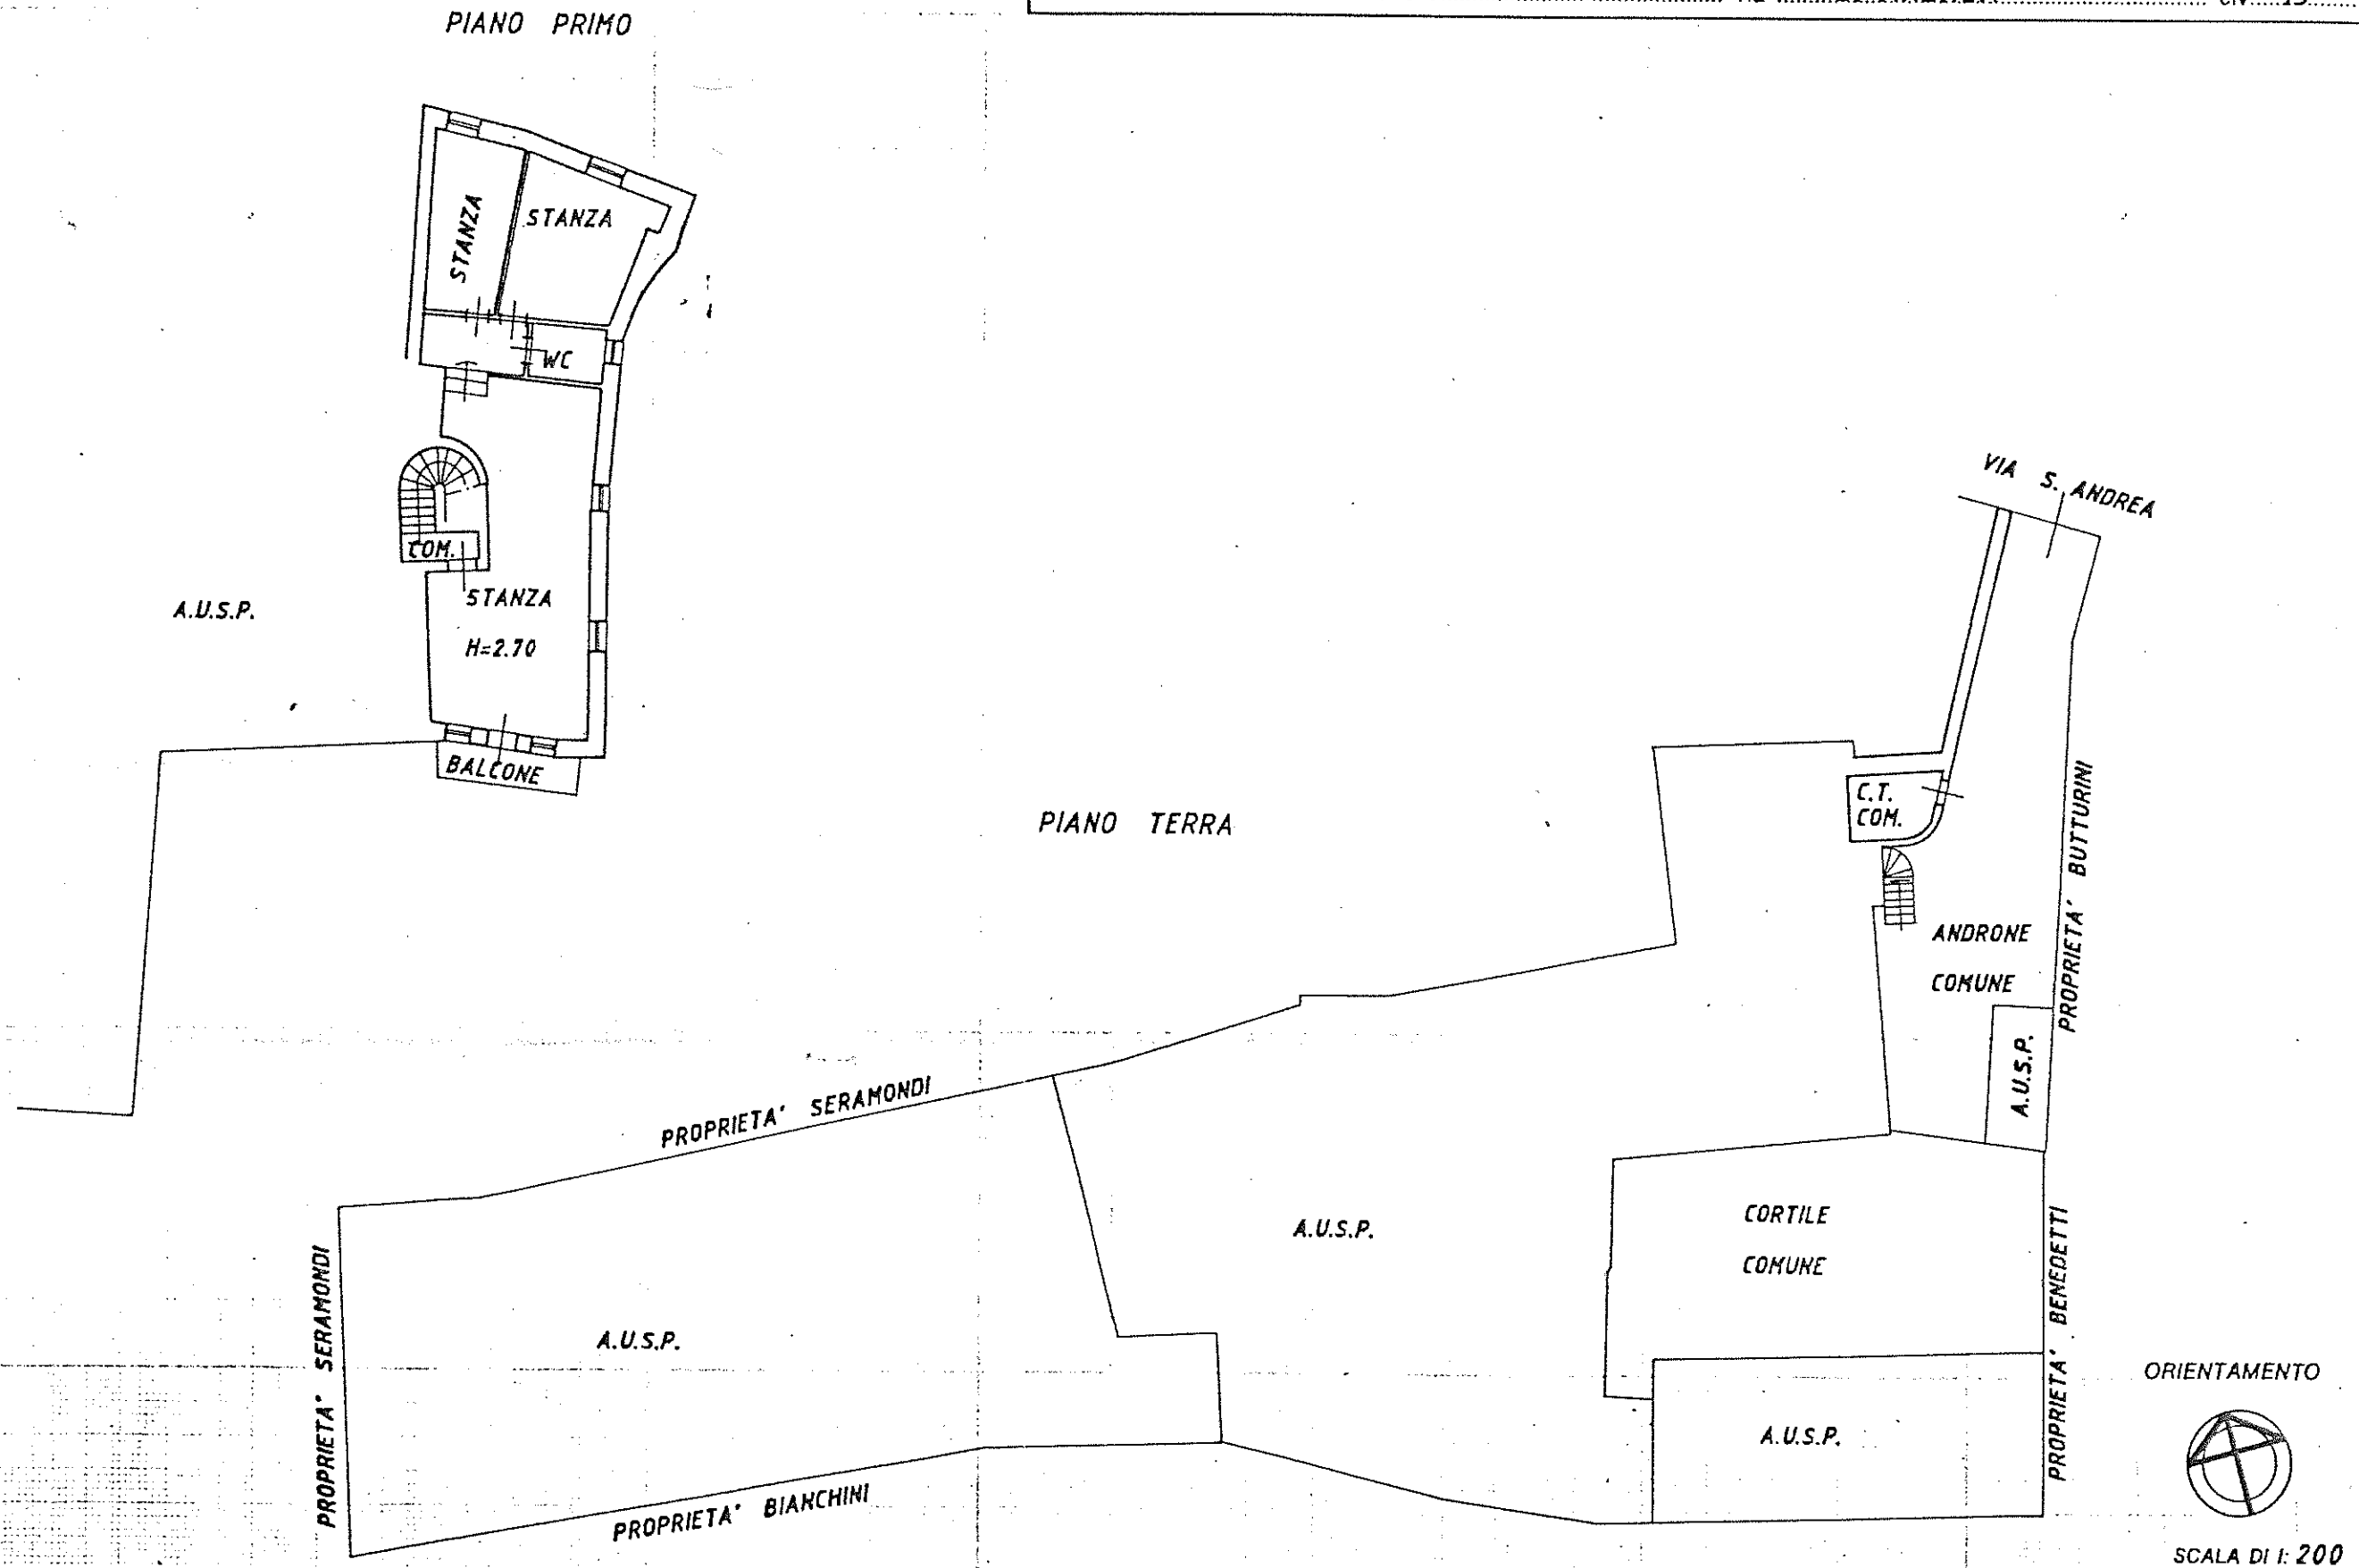 PIANO PRIMO
STANZA
STANZA
WC
COM.
STANZA
H=2.70
A.U.S.P.
BALCONE
PIANO TERRA
VIA S. ANDREA
C.T.
COM.
ANDRONE
COMUNE
PROPRIETA' BUTTURINI
A.U.S.P.
PROPRIETA' SERAMONDI
PROPRIETA' SERAMONDI
A.U.S.P.
A.U.S.P.
CORTILE
COMUNE
PROPRIETA' BENEDETTI
A.U.S.P.
PROPRIETA' BIANCHINI
ORIENTAMENTO
SCALA DI 1: 200